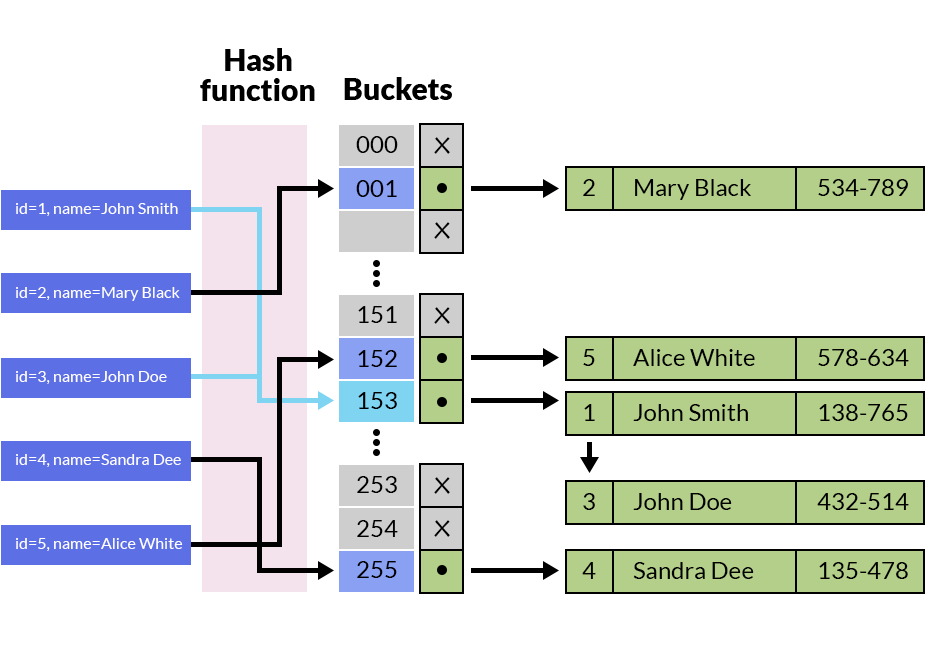 Hash
function
Buckets
id=1, name=John Smith
id=2, name=Mary Black
id=3, name=John Doe
id=4, name=Sandra Dee
id=5, name=Alice White
000
001
151
152
153
253
254
255
2 Mary Black 534-789
5 Alice White 578-634
1 John Smith 138-765
3 John Doe 432-514
4 Sandra Dee 135-478